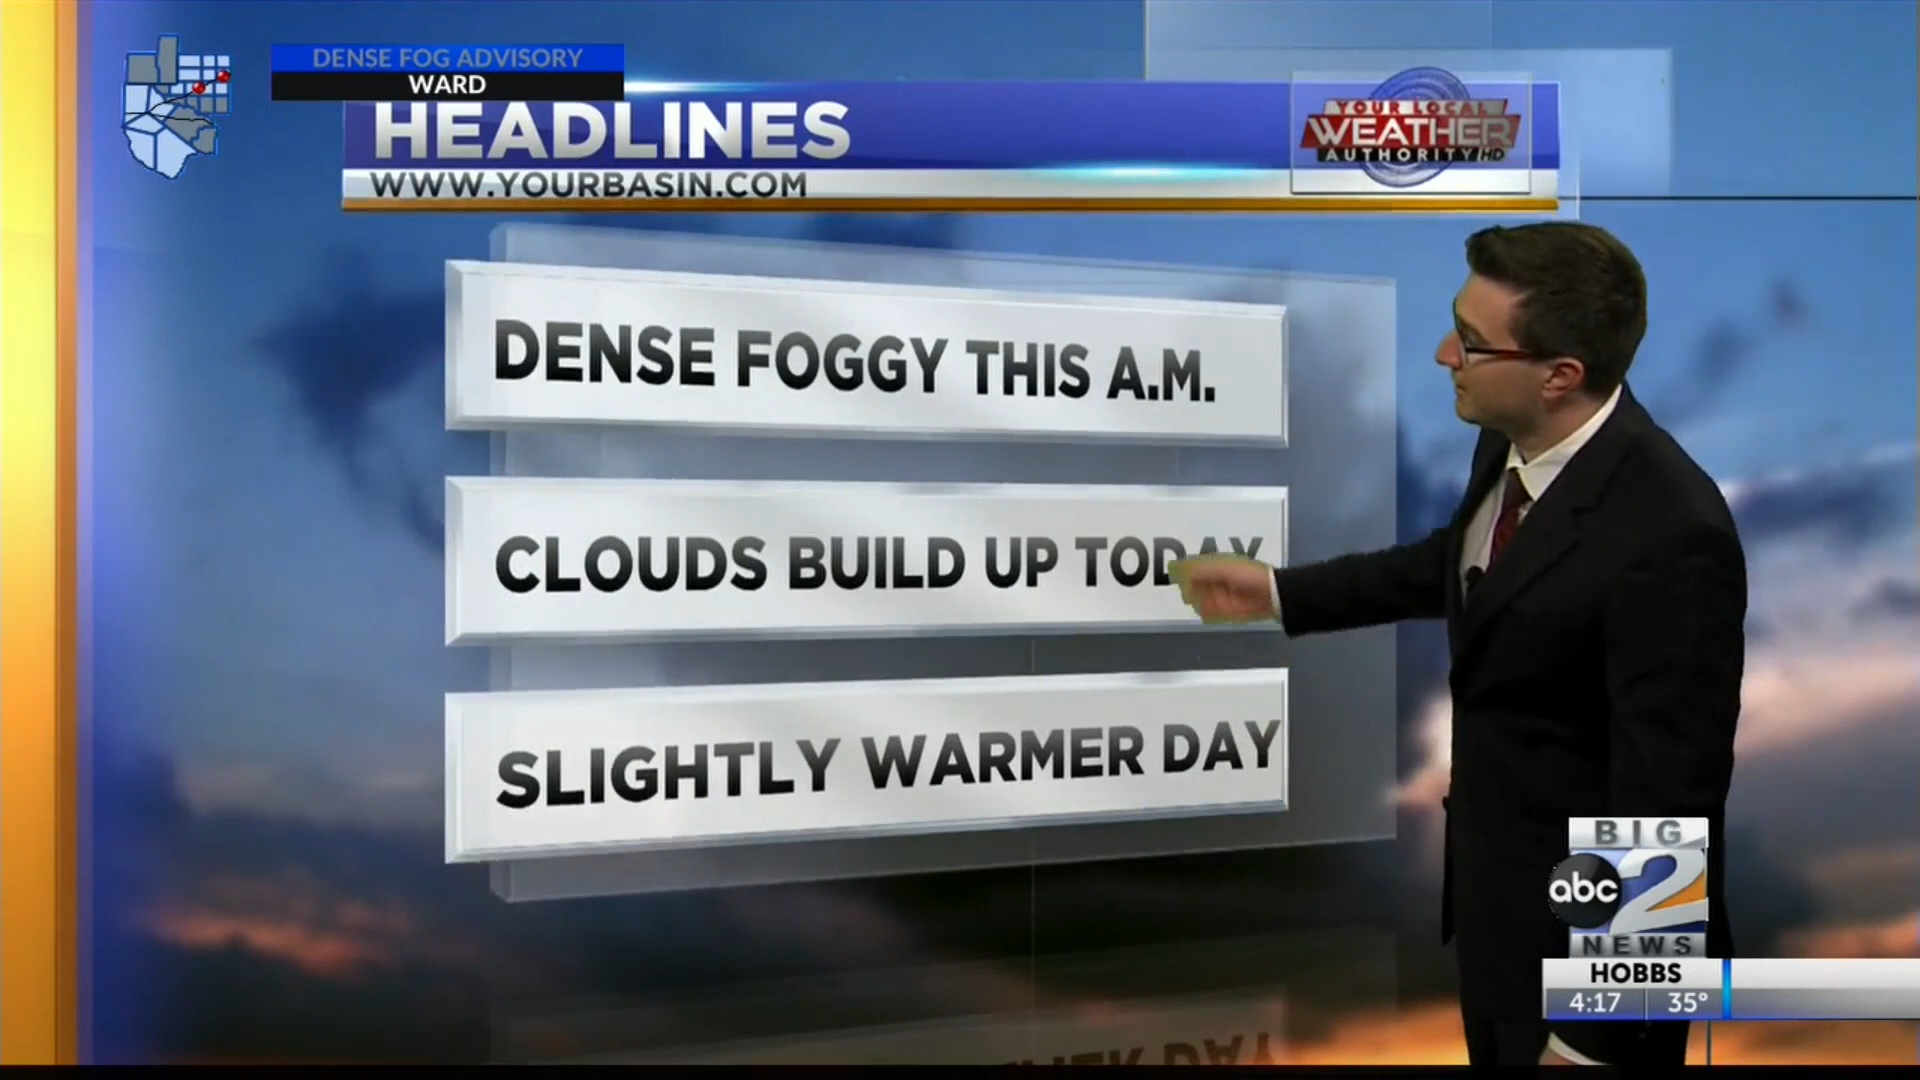 DENSE FOG ADVISORY
WARD
HEADLINES
WWW.YOURBASIN.COM
YOUR LOCAL
WEATHER
AUTHORITY HD
DENSE FOGGY THIS A.M.
CLOUDS BUILD UP TODAY
SLIGHTLY WARMER DAY
BIG
abc 2
NEWS
HOBBS
4:17 35°